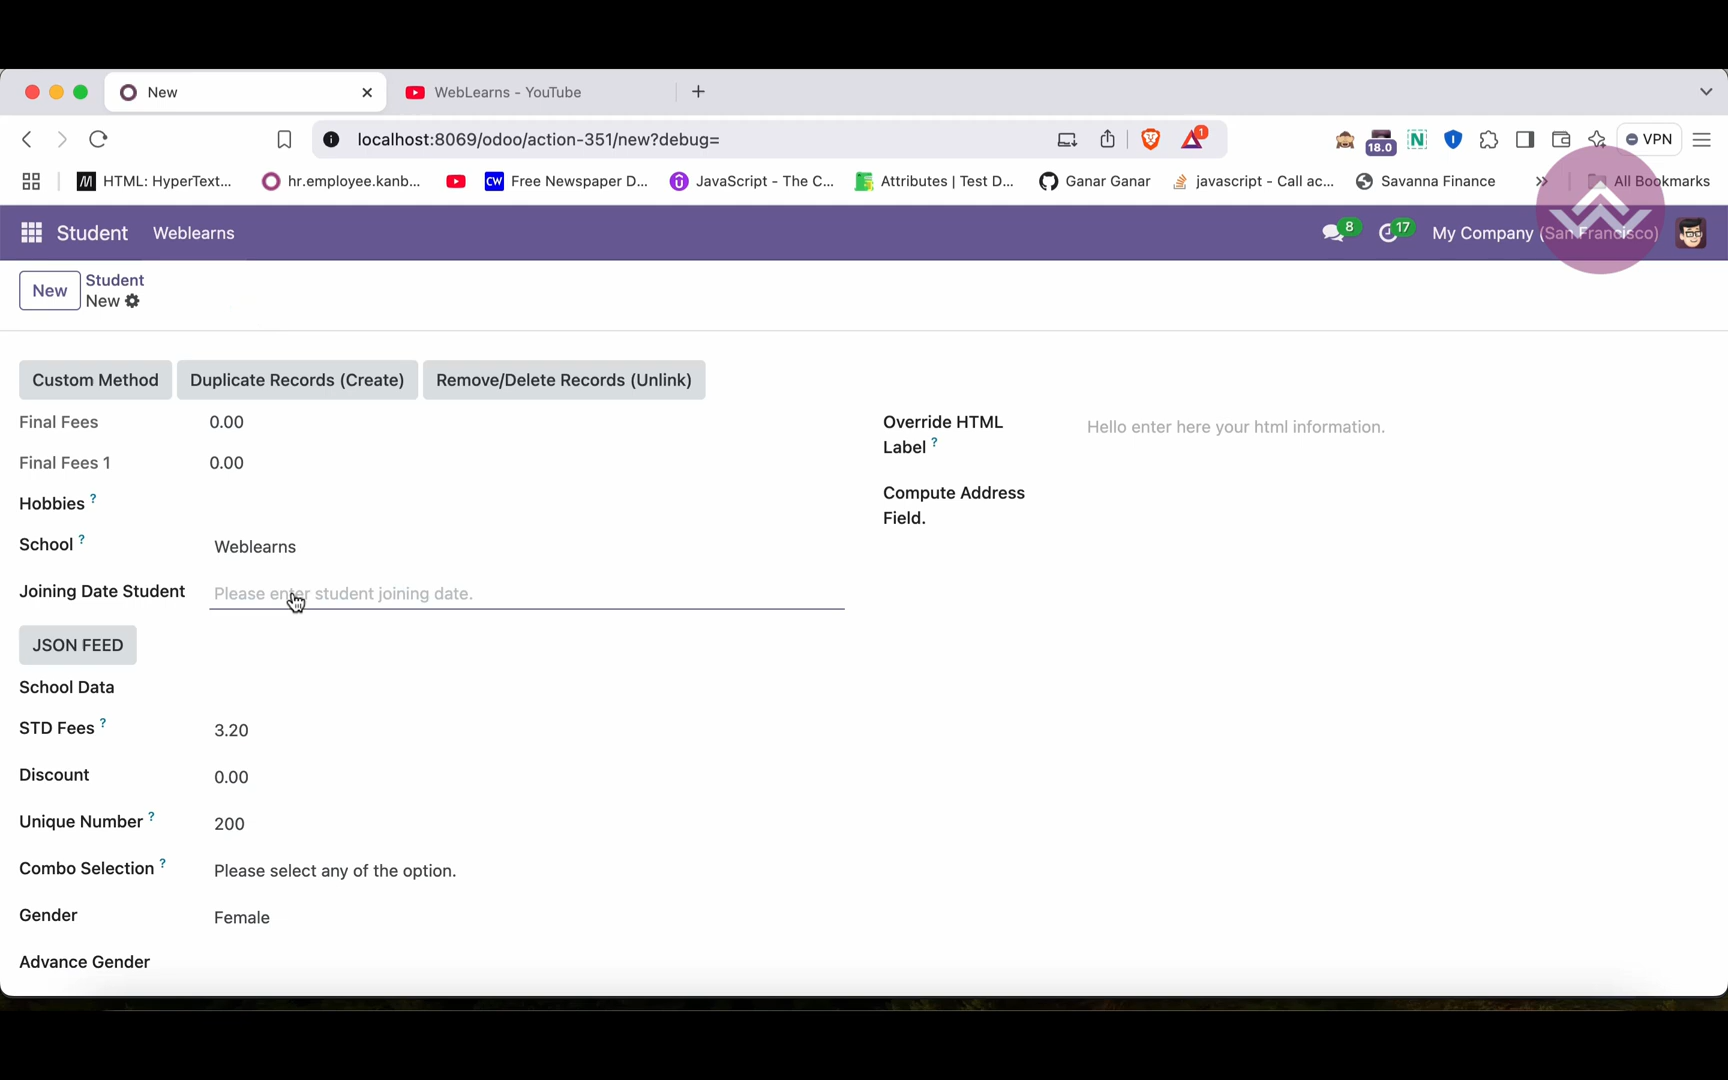 New
WebLearns - YouTube
localhost:8069/odoo/action-351/new?debug=
1
18.0
N
VPN
HTML: HyperText...
hr.employee.kanb...
CW Free Newspaper D...
JavaScript - The C...
Attributes | Test D...
Ganar Ganar
javascript - Call ac...
Savanna Finance
All Bookmarks
Student
Weblearns
8
17
My Company (San Francisco)
New
Student
New
Custom Method
Duplicate Records (Create)
Remove/Delete Records (Unlink)
Final Fees
0.00
Final Fees 1
0.00
Hobbies ?
School ?
Weblearns
Joining Date Student
Please enter student joining date.
JSON FEED
School Data
STD Fees ?
3.20
Discount
0.00
Unique Number ?
200
Combo Selection ?
Please select any of the option.
Gender
Female
Advance Gender
Override HTML
Label ?
Hello enter here your html information.
Compute Address
Field.